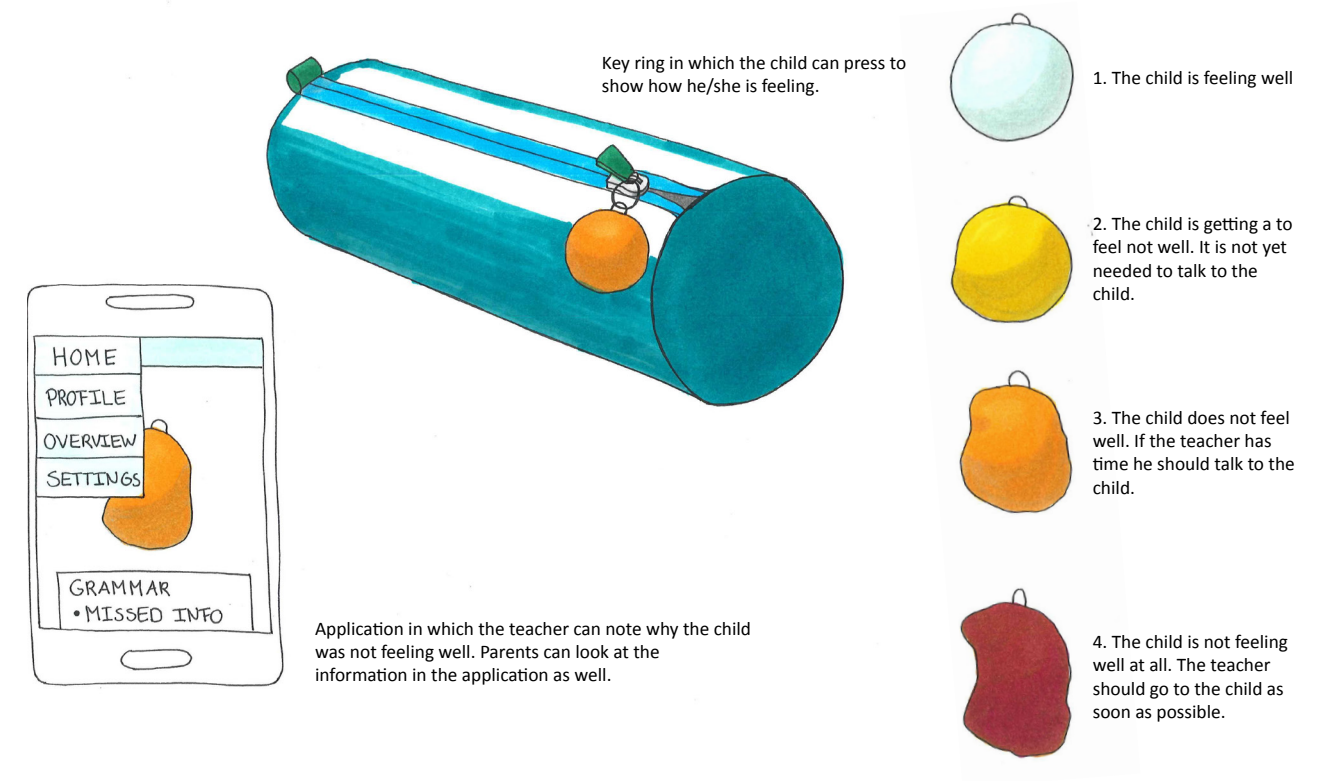 Key ring in which the child can press to
show how he/she is feeling.
1. The child is feeling well
2. The child is getting a to
feel not well. It is not yet
needed to talk to the
child.
3. The child does not feel
well. If the teacher has
time he should talk to the
child.
4. The child is not feeling
well at all. The teacher
should go to the child as
soon as possible.
HOME
PROFILE
OVERVIEW
SETTINGS
GRAMMAR
• MISSED INFO
Application in which the teacher can note why the child
was not feeling well. Parents can look at the
information in the application as well.